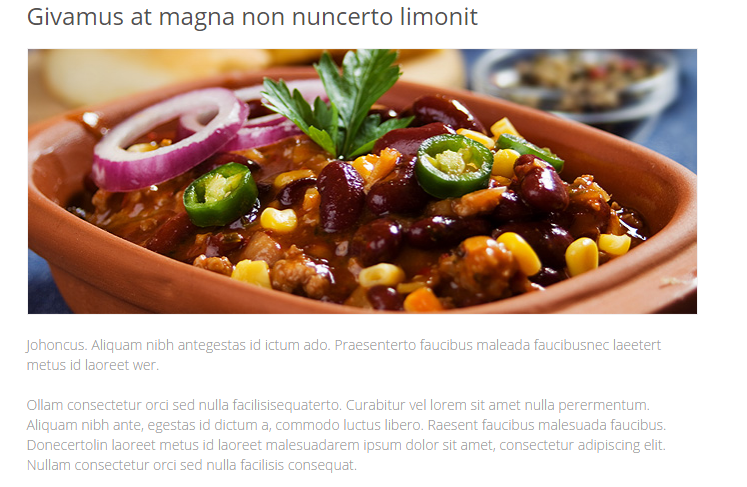 Givamus at magna non nuncerto limonit
Johoncus. Aliquam nibh antegestas id ictum ado. Praesenterto faucibus maleada faucibusnec laeetert
metus id laoreet wer.
Ollam consectetur orci sed nulla facilisisequaterto. Curabitur vel lorem sit amet nulla perermentum.
Aliquam nibh ante, egestas id dictum a, commodo luctus libero. Raesent faucibus malesuada faucibus.
Donecertolin laoreet metus id laoreet malesuadarem ipsum dolor sit amet, consectetur adipiscing elit.
Nullam consectetur orci sed nulla facilisis consequat.